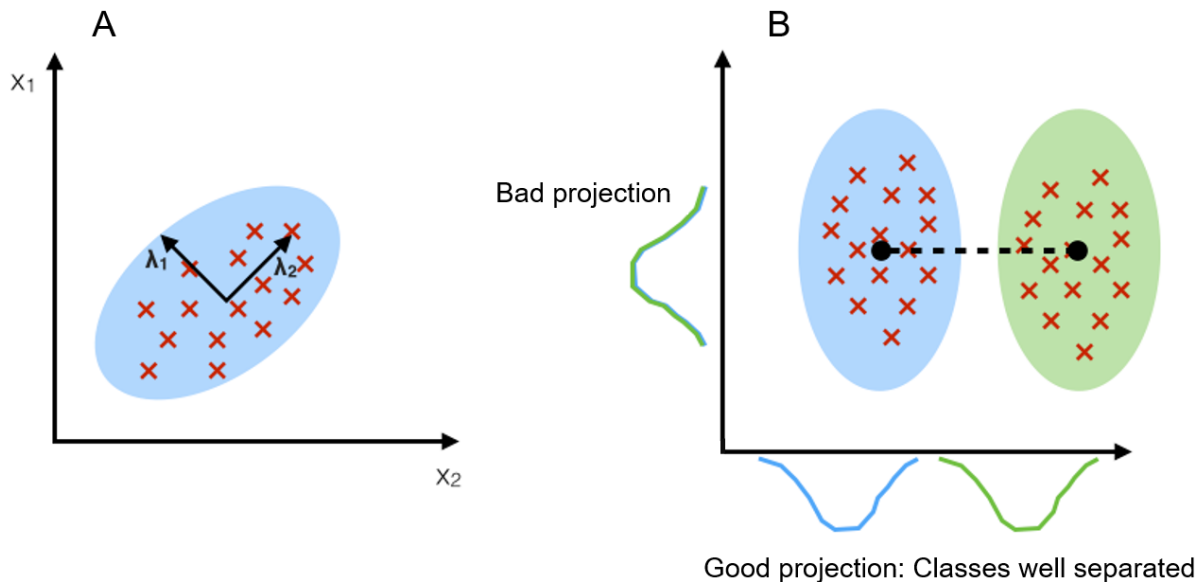 A
B
X1
λ1
λ2
X2
Bad projection
Good projection: Classes well separated